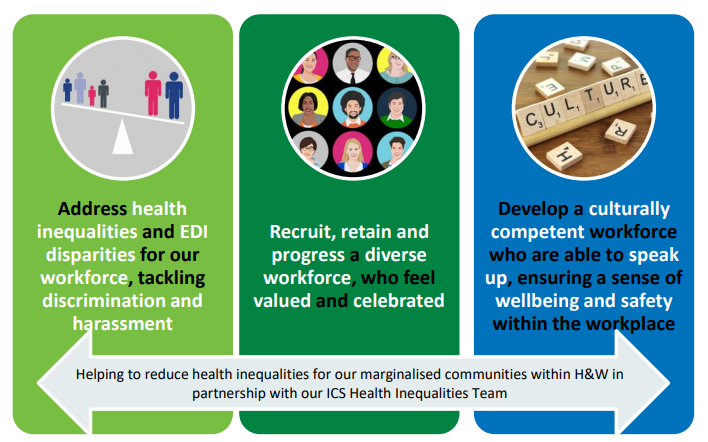 Address health
inequalities and EDI
disparities for our
workforce, tackling
discrimination and
harassment
Recruit, retain and
progress a diverse
workforce, who feel
valued and celebrated
CULTURE
Develop a culturally
competent workforce
who are able to speak
up, ensuring a sense of
wellbeing and safety
within the workplace
Helping to reduce health inequalities for our marginalised communities within H&W in
partnership with our ICS Health Inequalities Team